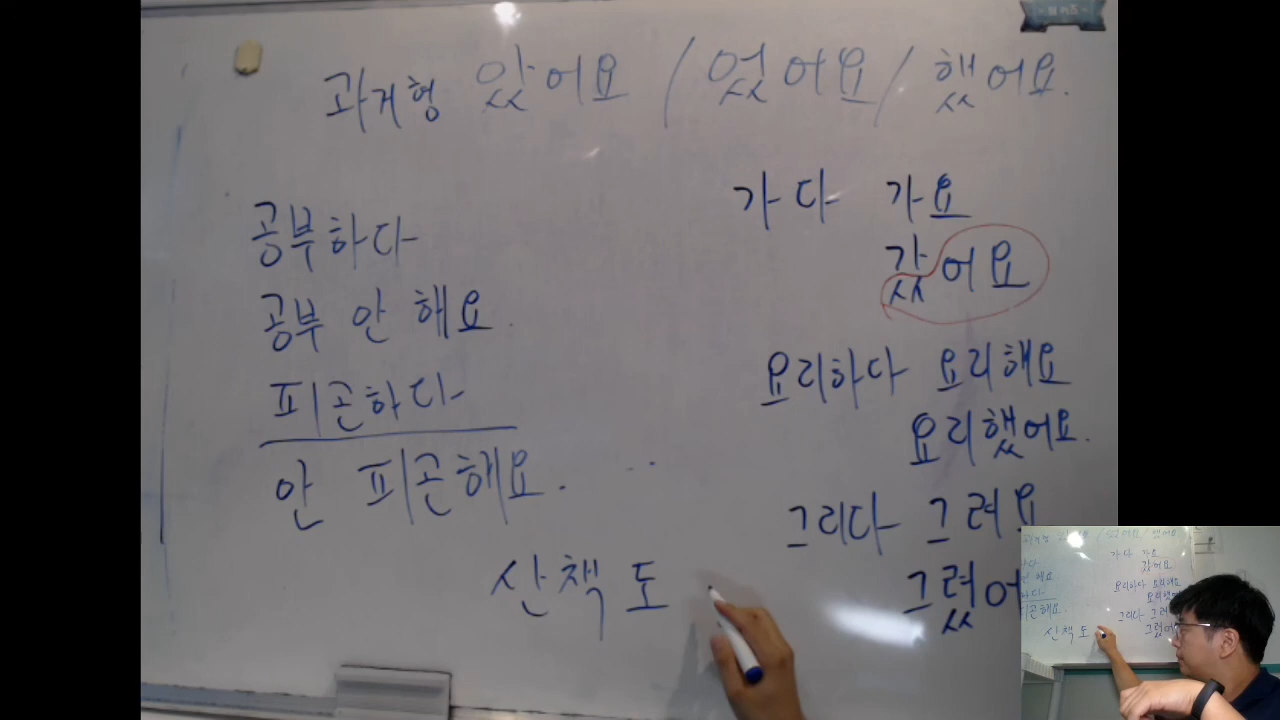 과거형 았어요 / 었어요 / 했어요.
공부하다
공부 안 해요.
피곤하다
안 피곤해요.
산책 도
가다 가요
갔어요
요리하다 요리해요
요리했어요.
그리다 그려요
그렸어